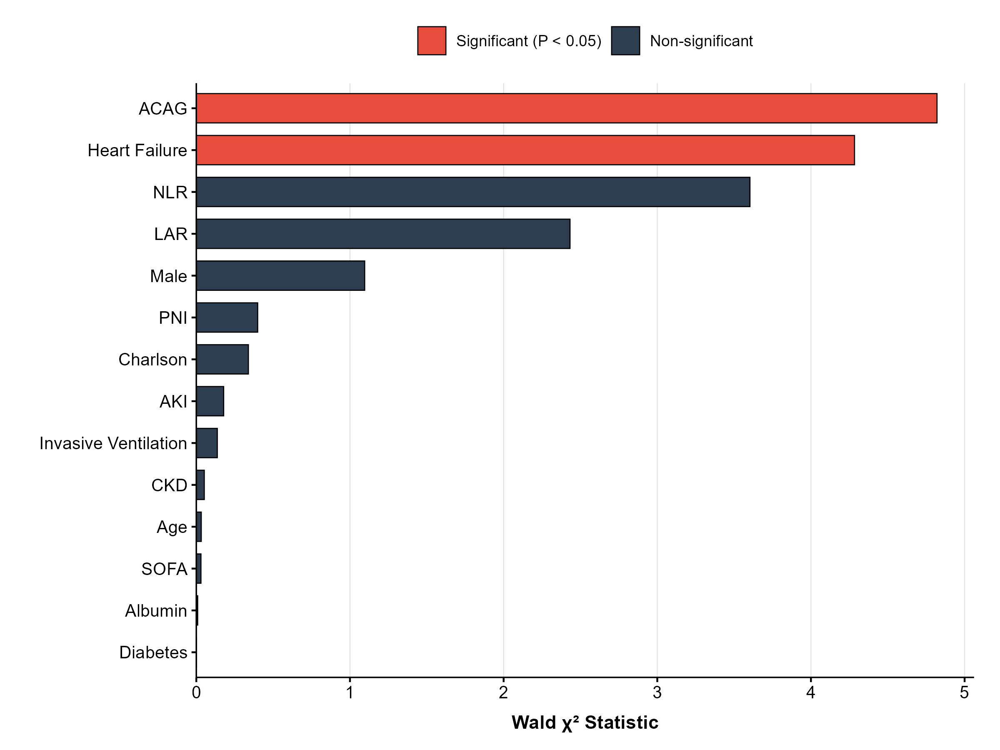 Significant (P < 0.05) Non-significant
ACAG
Heart Failure
NLR
LAR
Male
PNI
Charlson
AKI
Invasive Ventilation
CKD
Age
SOFA
Albumin
Diabetes
0 1 2 3 4 5
Wald χ² Statistic